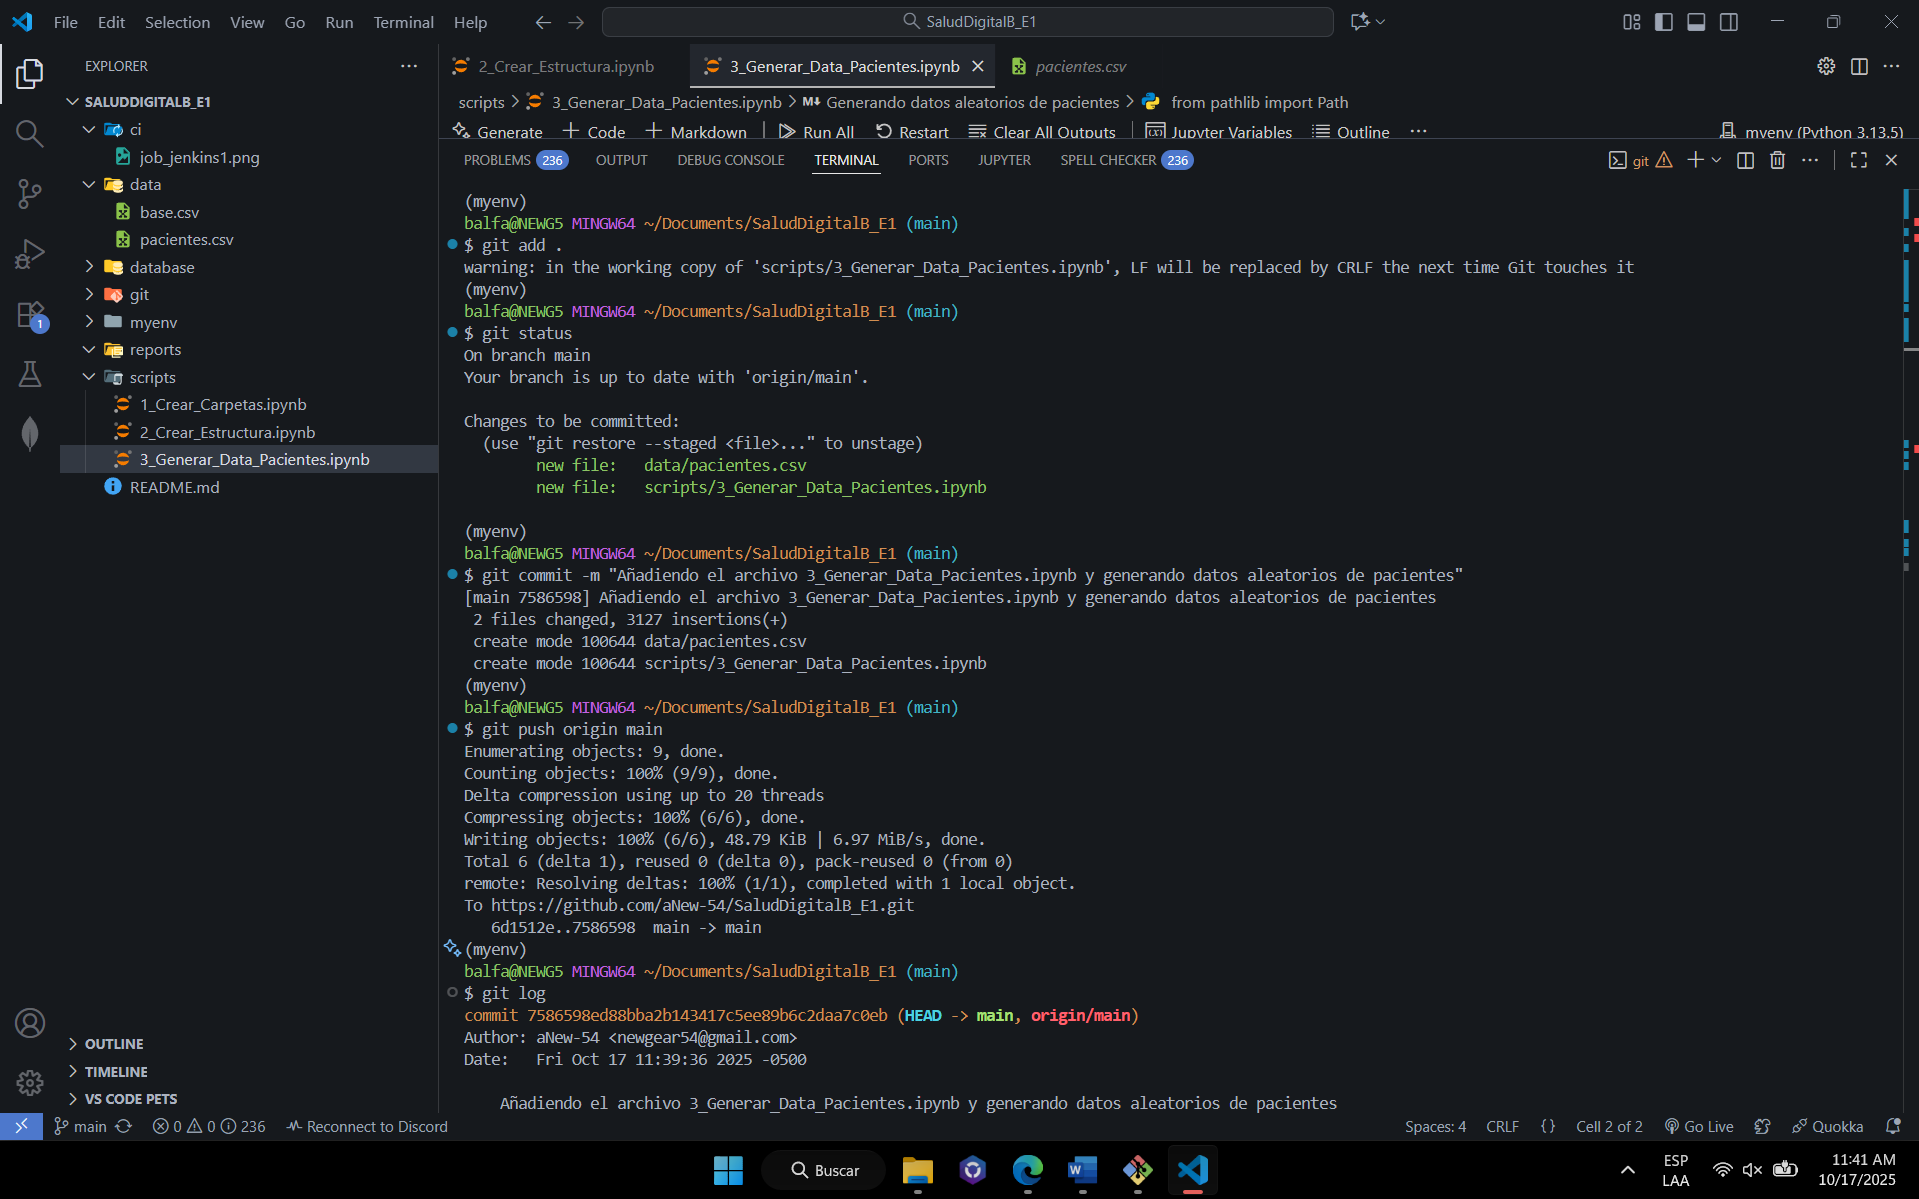 File Edit Selection View Go Run Terminal Help
SaludDigitalB_E1
EXPLORER
SALUDDIGITALB_E1
ci
job_jenkins1.png
data
base.csv
pacientes.csv
database
git
myenv
reports
scripts
1_Crear_Carpetas.ipynb
2_Crear_Estructura.ipynb
3_Generar_Data_Pacientes.ipynb
README.md
OUTLINE
TIMELINE
VS CODE PETS
1
2_Crear_Estructura.ipynb 3_Generar_Data_Pacientes.ipynb pacientes.csv
scripts > 3_Generar_Data_Pacientes.ipynb > M↓ Generando datos aleatorios de pacientes > from pathlib import Path
Generate + Code + Markdown | Run All Restart Clear All Outputs | Jupyter Variables Outline ... myenv (Python 3.13.5)
PROBLEMS 236 OUTPUT DEBUG CONSOLE TERMINAL PORTS JUPYTER SPELL CHECKER 236 git
(myenv)
balfa@NEWG5 MINGW64 ~/Documents/SaludDigitalB_E1 (main)
$ git add .
warning: in the working copy of 'scripts/3_Generar_Data_Pacientes.ipynb', LF will be replaced by CRLF the next time Git touches it
(myenv)
balfa@NEWG5 MINGW64 ~/Documents/SaludDigitalB_E1 (main)
$ git status
On branch main
Your branch is up to date with 'origin/main'.
Changes to be committed:
(use "git restore --staged <file>..." to unstage)
new file:   data/pacientes.csv
new file:   scripts/3_Generar_Data_Pacientes.ipynb
(myenv)
balfa@NEWG5 MINGW64 ~/Documents/SaludDigitalB_E1 (main)
$ git commit -m "Añadiendo el archivo 3_Generar_Data_Pacientes.ipynb y generando datos aleatorios de pacientes"
[main 7586598] Añadiendo el archivo 3_Generar_Data_Pacientes.ipynb y generando datos aleatorios de pacientes
2 files changed, 3127 insertions(+)
create mode 100644 data/pacientes.csv
create mode 100644 scripts/3_Generar_Data_Pacientes.ipynb
(myenv)
balfa@NEWG5 MINGW64 ~/Documents/SaludDigitalB_E1 (main)
$ git push origin main
Enumerating objects: 9, done.
Counting objects: 100% (9/9), done.
Delta compression using up to 20 threads
Compressing objects: 100% (6/6), done.
Writing objects: 100% (6/6), 48.79 KiB | 6.97 MiB/s, done.
Total 6 (delta 1), reused 0 (delta 0), pack-reused 0 (from 0)
remote: Resolving deltas: 100% (1/1), completed with 1 local object.
To https://github.com/aNew-54/SaludDigitalB_E1.git
6d1512e..7586598  main -> main
(myenv)
balfa@NEWG5 MINGW64 ~/Documents/SaludDigitalB_E1 (main)
$ git log
commit 7586598ed88bba2b143417c5ee89b6c2daa7c0eb (HEAD -> main, origin/main)
Author: aNew-54 <newgear54@gmail.com>
Date:   Fri Oct 17 11:39:36 2025 -0500
Añadiendo el archivo 3_Generar_Data_Pacientes.ipynb y generando datos aleatorios de pacientes
main 0 0 236 Reconnect to Discord Spaces: 4 CRLF {} Cell 2 of 2 Go Live Quokka
Buscar
ESP
LAA
11:41 AM
10/17/2025